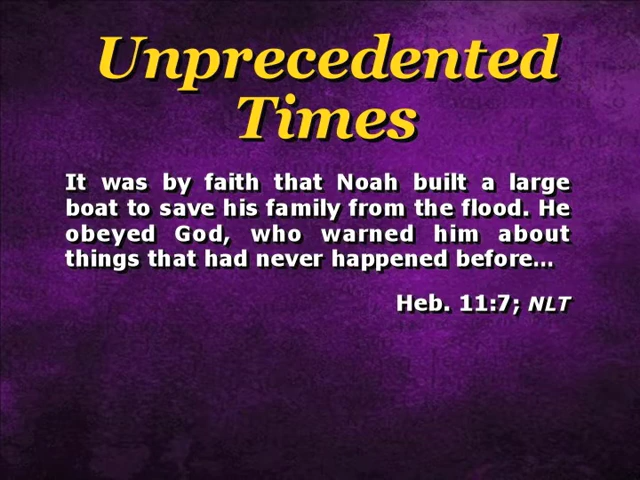 Unprecedented
Times
It was by faith that Noah built a large
boat to save his family from the flood. He
obeyed God, who warned him about
things that had never happened before...
Heb. 11:7; NLT